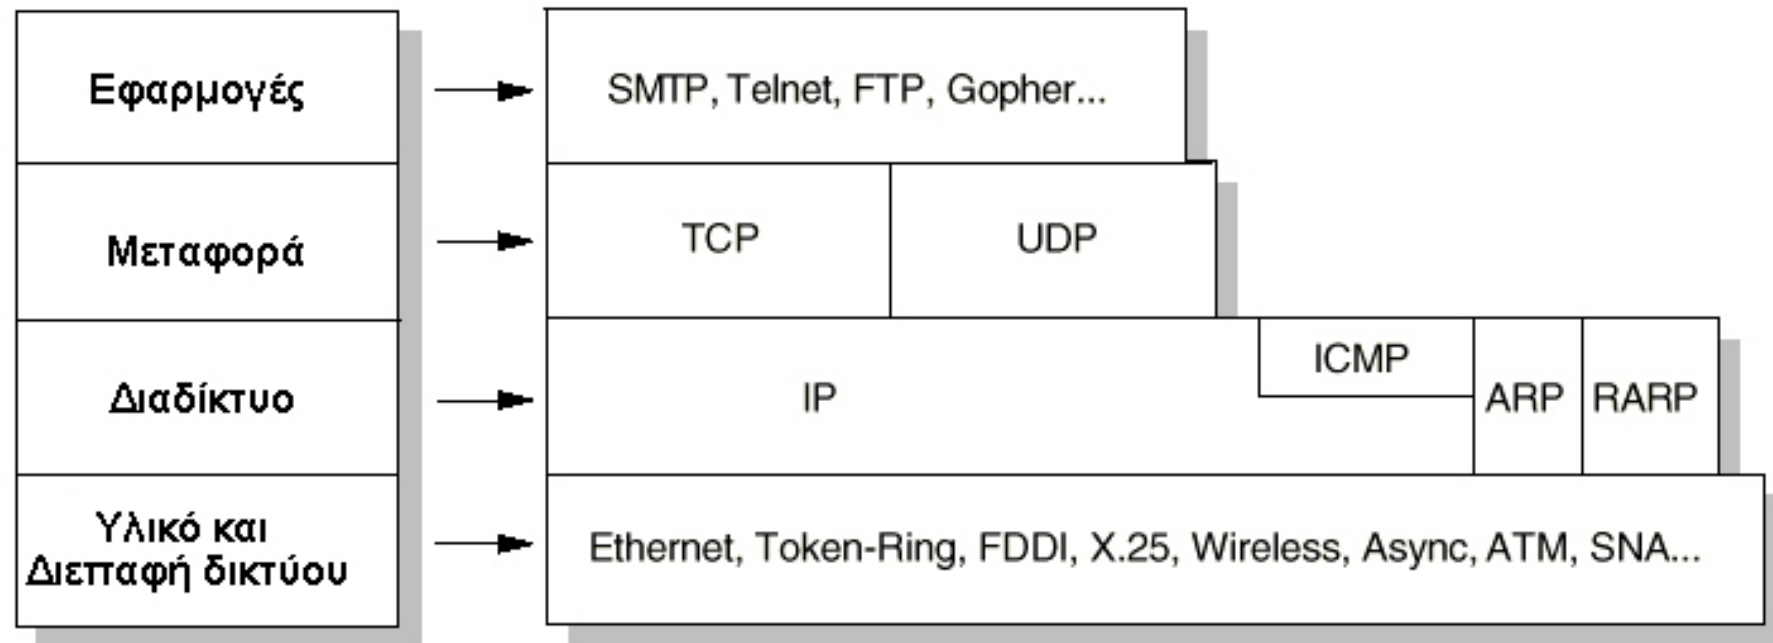 Εφαρμογές
SMTP, Telnet, FTP, Gopher...
Μεταφορά
TCP
UDP
Διαδίκτυο
IP
ICMP
ARP
RARP
Υλικό και
Διεπαφή δικτύου
Ethernet, Token-Ring, FDDI, X.25, Wireless, Async, ATM, SNA...